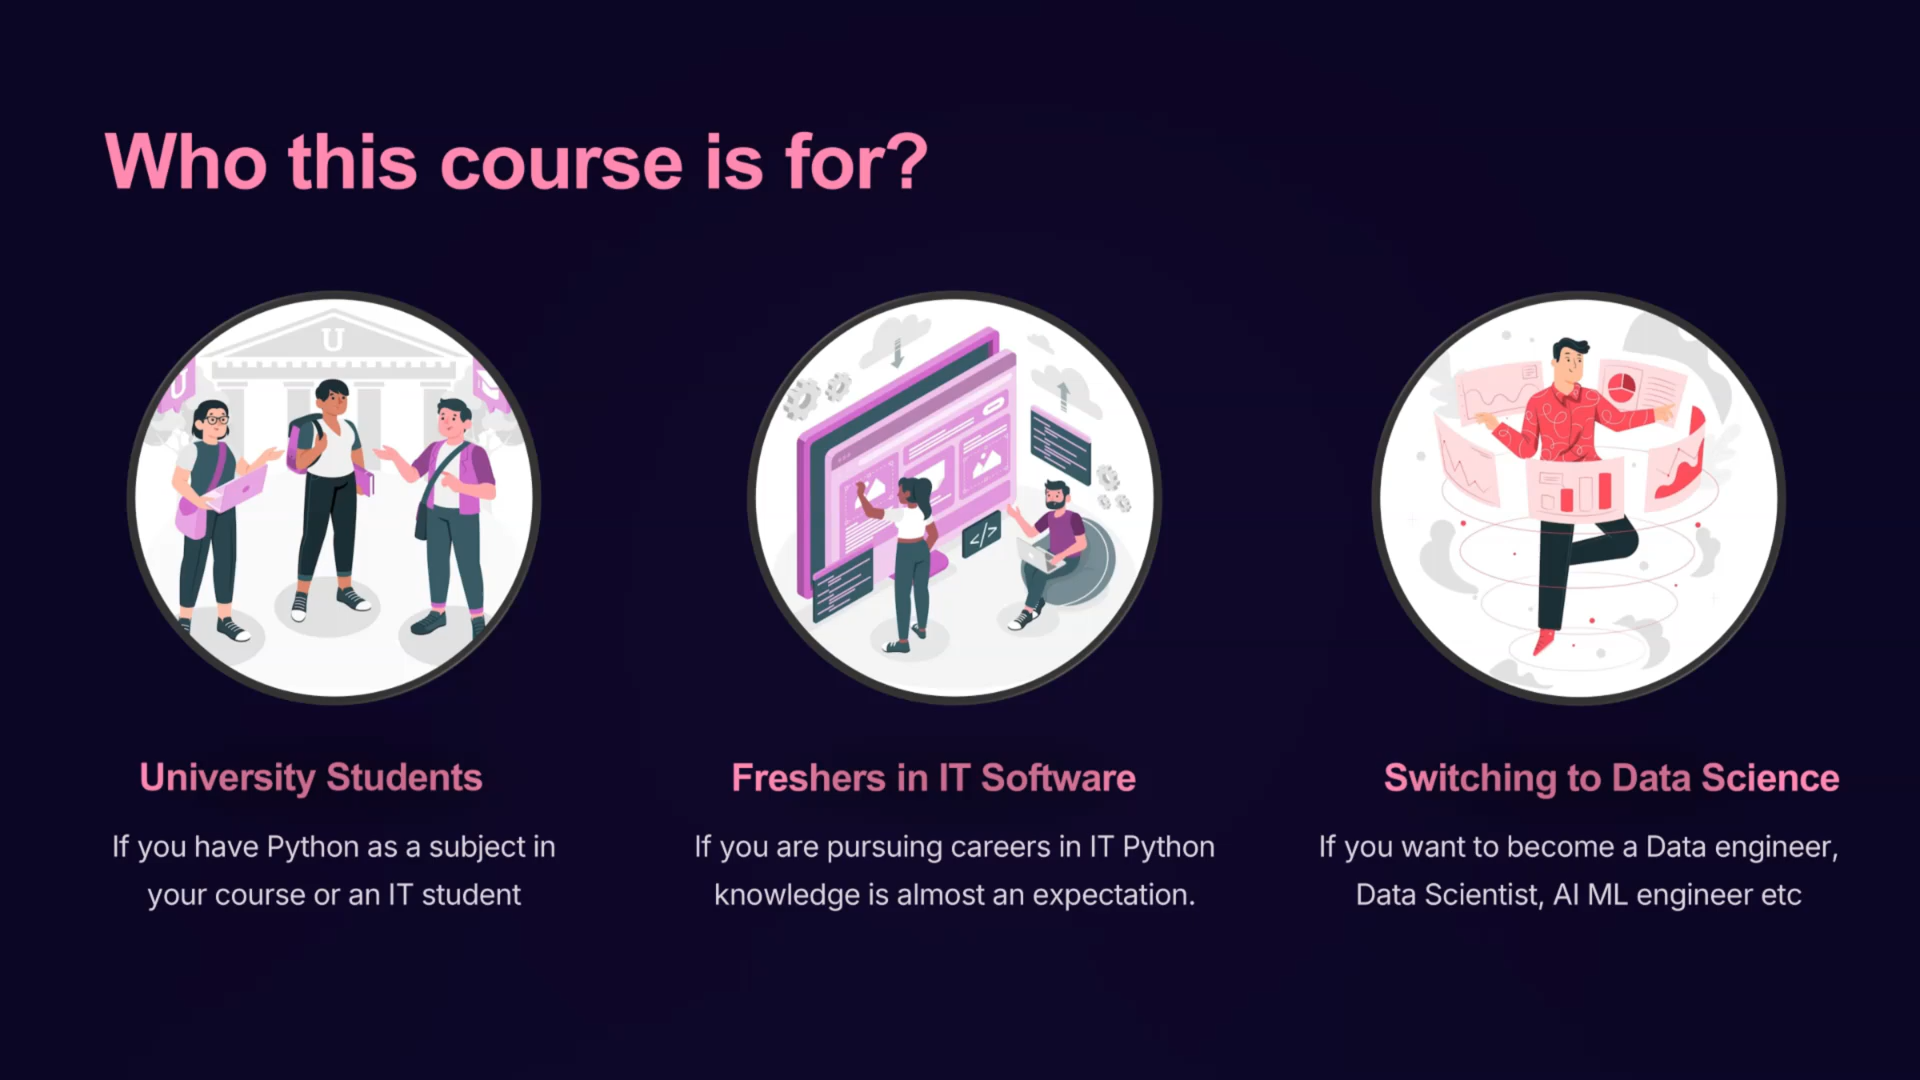 Who this course is for?
U
U
</>
University Students
If you have Python as a subject in
your course or an IT student
Freshers in IT Software
If you are pursuing careers in IT Python
knowledge is almost an expectation.
Switching to Data Science
If you want to become a Data engineer,
Data Scientist, AI ML engineer etc